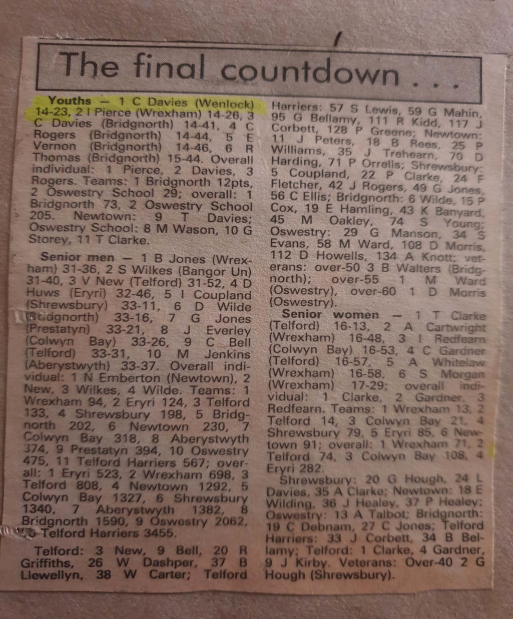 The final countdown . . .
Youths — 1 C Davies (Wenlock)
14-23, 2 I Pierce (Wrexham) 14-26, 3
C Davies (Bridgnorth) 14-41, 4 C
Rogers (Bridgnorth) 14-44, 5 E
Vernon (Bridgnorth) 14-46, 6 R
Thomas (Bridgnorth) 15-44. Overall
individual: 1 Pierce, 2 Davies, 3
Rogers. Teams: 1 Bridgnorth 12pts,
2 Oswestry School 29; overall: 1
Bridgnorth 73, 2 Oswestry School
205. Newtown: 9 T Davies;
Oswestry School: 8 M Wason, 10 G
Storey, 11 T Clarke.
Senior men — 1 B Jones (Wrex-
ham) 31-36, 2 S Wilkes (Bangor Un)
31-40, 3 V New (Telford) 31-52, 4 D
Huws (Eryri) 32-46, 5 I Coupland
(Shrewsbury) 33-11, 6 D Wilde
(Bridgnorth) 33-16, 7 G Jones
(Prestatyn) 33-21, 8 J Everley
(Colwyn Bay) 33-26, 9 C Bell
(Telford) 33-31, 10 M Jenkins
(Aberystwyth) 33-37. Overall indi-
vidual: 1 N Emberton (Newtown), 2
New, 3 Wilkes, 4 Wilde. Teams: 1
Wrexham 94, 2 Eryri 124, 3 Telford
133, 4 Shrewsbury 198, 5 Bridg-
north 202, 6 Newtown 230, 7
Colwyn Bay 318, 8 Aberystwyth
374, 9 Prestatyn 394, 10 Oswestry
475, 11 Telford Harriers 567; over-
all: 1 Eryri 523, 2 Wrexham 698, 3
Telford 808, 4 Newtown 1292, 5
Colwyn Bay 1327, 6 Shrewsbury
1340, 7 Aberystwyth 1382, 8
Bridgnorth 1590, 9 Oswestry 2062,
Telford Harriers 3455.
Telford: 3 New, 9 Bell, 20 R
Griffiths, 26 W Dashper, 37 B
Llewellyn, 38 W Carter; Telford
Harriers: 57 S Lewis, 59 G Mahin,
95 G Bellamy, 111 R Kidd, 117 J
Corbett, 128 P Greene; Newtown:
11 J Peters, 18 B Rees, 25 P
Williams, 35 J Trehearn, 70 D
Harding, 71 P Orrells; Shrewsbury:
5 Coupland, 22 P Clarke, 24 F
Fletcher, 42 J Rogers, 49 G Jones,
56 C Ellis; Bridgnorth: 6 Wilde, 15 P
Cox, 19 E Hamling, 43 K Banyard,
45 M Oakley, 74 S Young;
Oswestry: 29 G Manson, 34 S
Evans, 58 M Ward, 108 D Morris,
112 D Howells, 134 A Knott; vet-
erans: over-50 3 B Walters (Bridg-
north); over-55 1 M Ward
(Oswestry), over-60 1 D Morris
(Oswestry).
Senior women — 1 T Clarke
(Telford) 16-13, 2 A Cartwright
(Wrexham) 16-48, 3 I Redfearn
(Colwyn Bay) 16-53, 4 C Gardner
(Telford) 16-57, 5 A Whitelaw
(Wrexham) 16-58, 6 S Morgan
(Wrexham) 17-29; overall indi-
vidual: 1 Clarke, 2 Gardner, 3
Redfearn. Teams: 1 Wrexham 13, 2
Telford 14, 3 Colwyn Bay 21, 4
Shrewsbury 79, 5 Eryri 85, 6 New-
town 91; overall: 1 Wrexham 71, 2
Telford 74, 3 Colwyn Bay 108, 4
Eryri 282.
Shrewsbury: 20 G Hough, 24 L
Davies, 35 A Clarke; Newtown: 18 E
Wilding, 36 J Healey, 37 P Healey;
Oswestry: 13 A Talbot; Bridgnorth:
19 C Debnam, 27 C Jones; Telford
Harriers: 33 J Corbett, 34 B Bel-
lamy; Telford: 1 Clarke, 4 Gardner,
9 J Kirby. Veterans: Over-40 2 G
Hough (Shrewsbury).